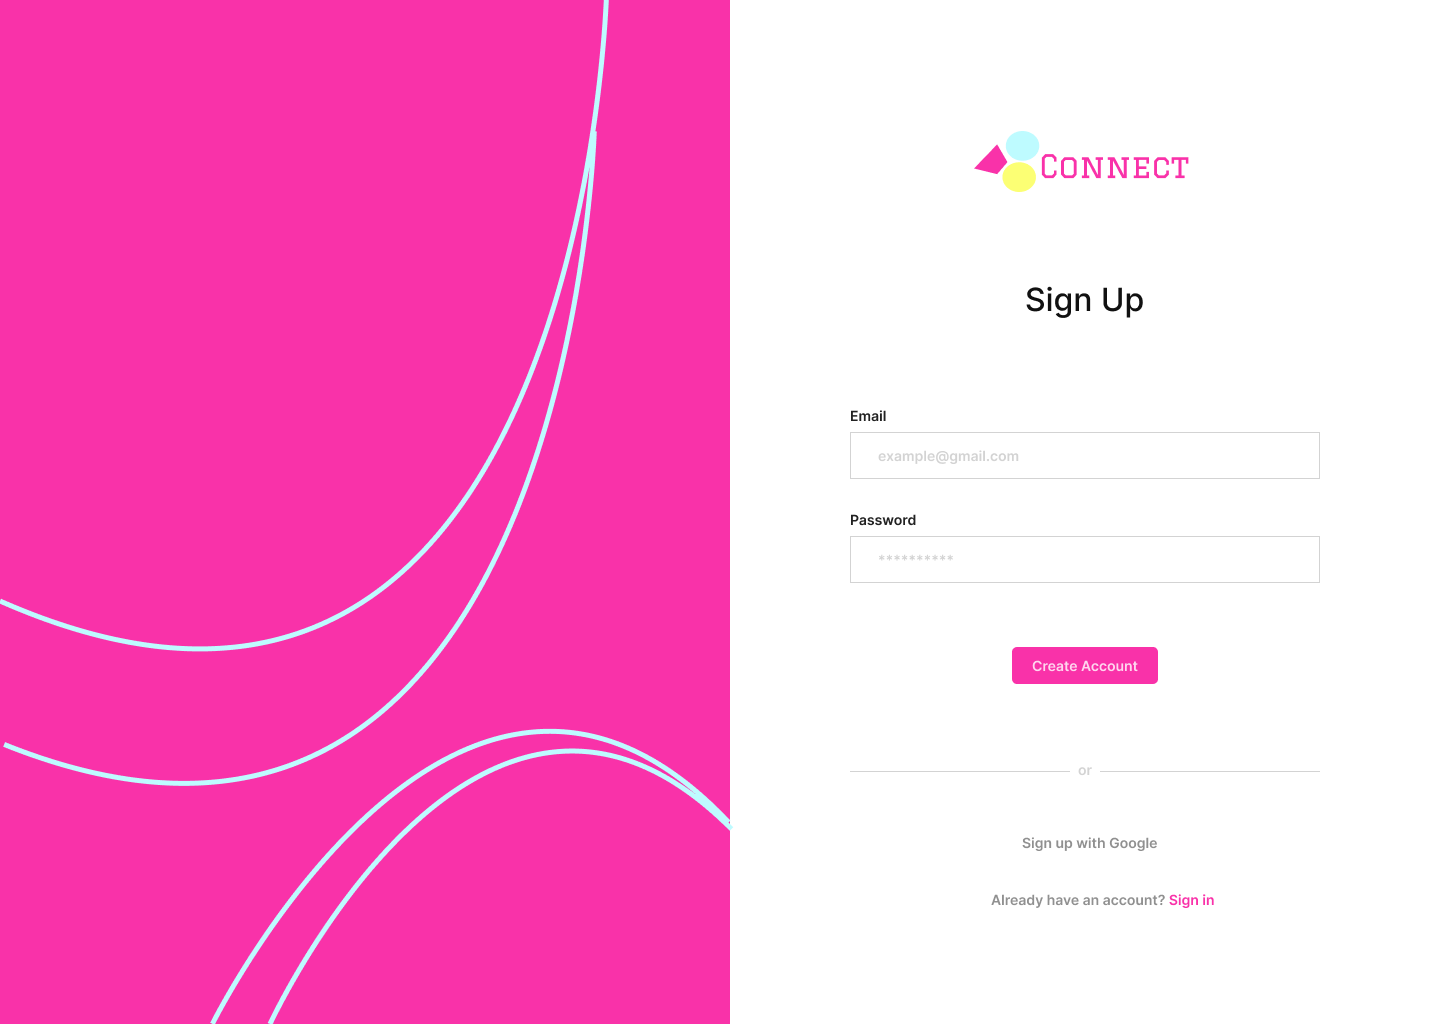 CONNECT
Sign Up
Email
example@gmail.com
Password
**********
Create Account
or
Sign up with Google
Already have an account? Sign in